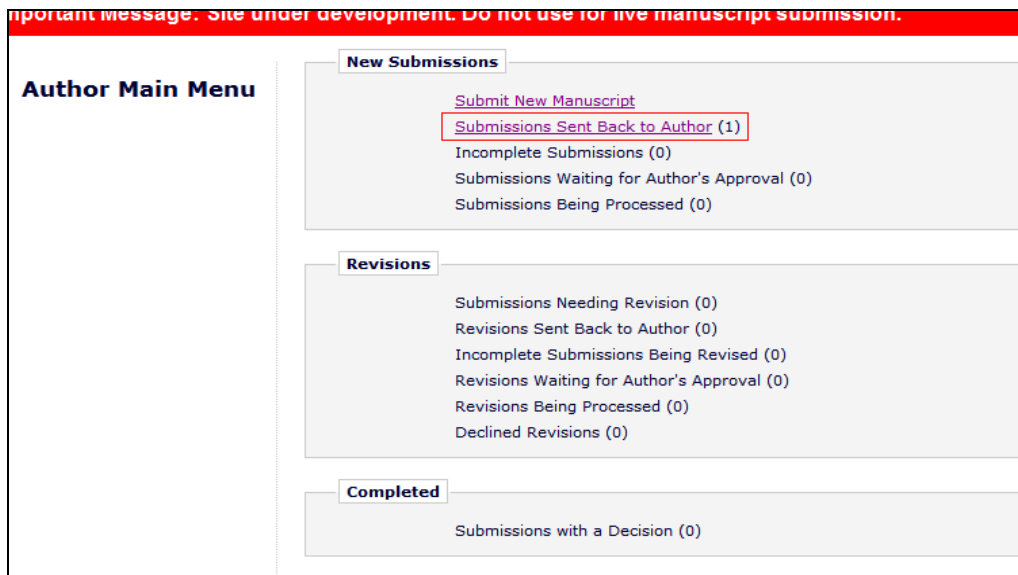 mportant Message: Site under development. Do not use for live manuscript submission.
Author Main Menu
New Submissions
Submit New Manuscript
Submissions Sent Back to Author (1)
Incomplete Submissions (0)
Submissions Waiting for Author's Approval (0)
Submissions Being Processed (0)
Revisions
Submissions Needing Revision (0)
Revisions Sent Back to Author (0)
Incomplete Submissions Being Revised (0)
Revisions Waiting for Author's Approval (0)
Revisions Being Processed (0)
Declined Revisions (0)
Completed
Submissions with a Decision (0)